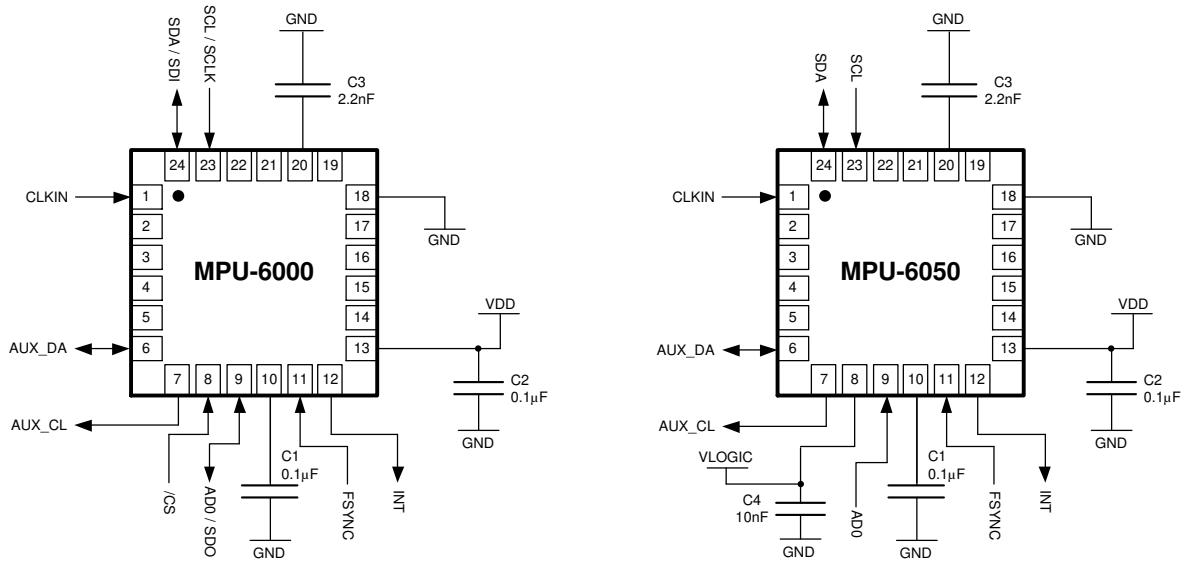 SDA / SDI
SCL / SCLK
GND
C3
2.2nF
24
23
22
21
20
19
CLKIN
1
2
3
4
5
6
18
17
16
15
14
13
GND
MPU-6000
VDD
AUX_DA
7
8
9
10
11
12
C2
0.1µF
GND
AUX_CL
/CS
AD0 / SDO
C1
0.1µF
GND
FSYNC
INT
SDA
SCL
GND
C3
2.2nF
24
23
22
21
20
19
CLKIN
1
2
3
4
5
6
18
17
16
15
14
13
GND
MPU-6050
VDD
AUX_DA
7
8
9
10
11
12
C2
0.1µF
GND
AUX_CL
VLOGIC
C4
10nF
GND
AD0
C1
0.1µF
GND
FSYNC
INT